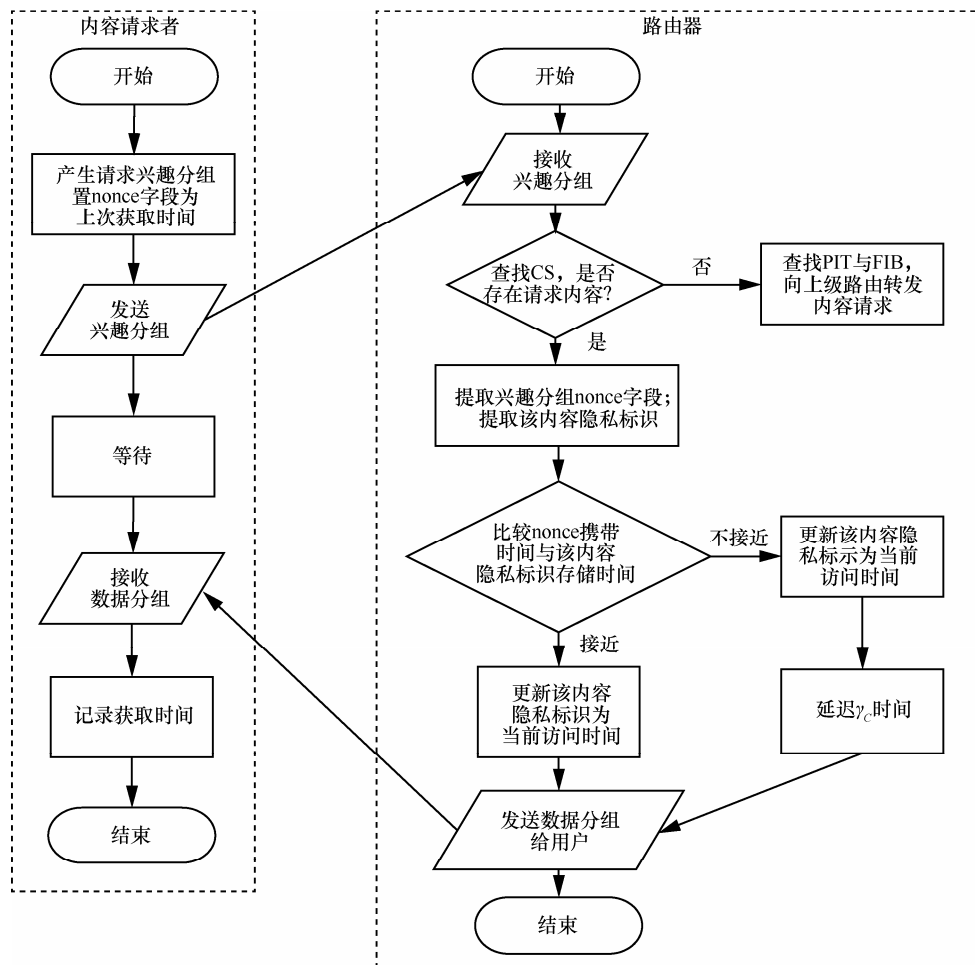 内容请求者
开始
产生请求兴趣分组
置nonce字段为
上次获取时间
发送
兴趣分组
等待
接收
数据分组
记录获取时间
结束
路由器
开始
接收
兴趣分组
查找CS，是否
存在请求内容？
否
查找PIT与FIB，
向上级路由转发
内容请求
是
提取兴趣分组nonce字段；
提取该内容隐私标识
比较nonce携带
时间与该内容
隐私标识存储时间
不接近
更新该内容隐
私标示为当前
访问时间
延迟γC时间
接近
更新该内容
隐私标识为
当前访问时间
发送数据分组
给用户
结束